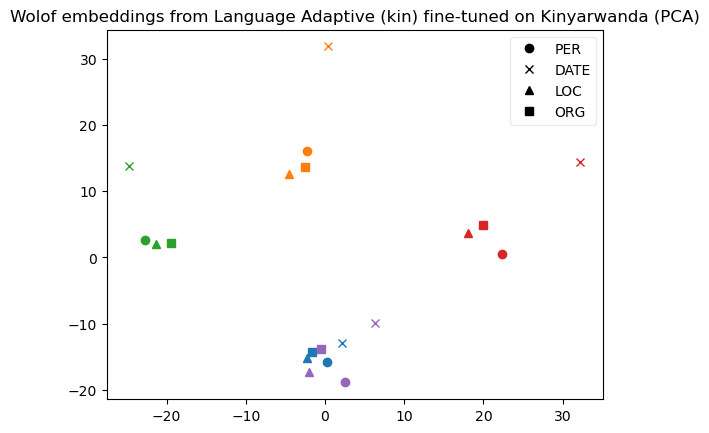 Wolof embeddings from Language Adaptive (kin) fine-tuned on Kinyarwanda (PCA)
PER
DATE
LOC
ORG
30
20
10
0
−10
−20
−20
−10
0
10
20
30